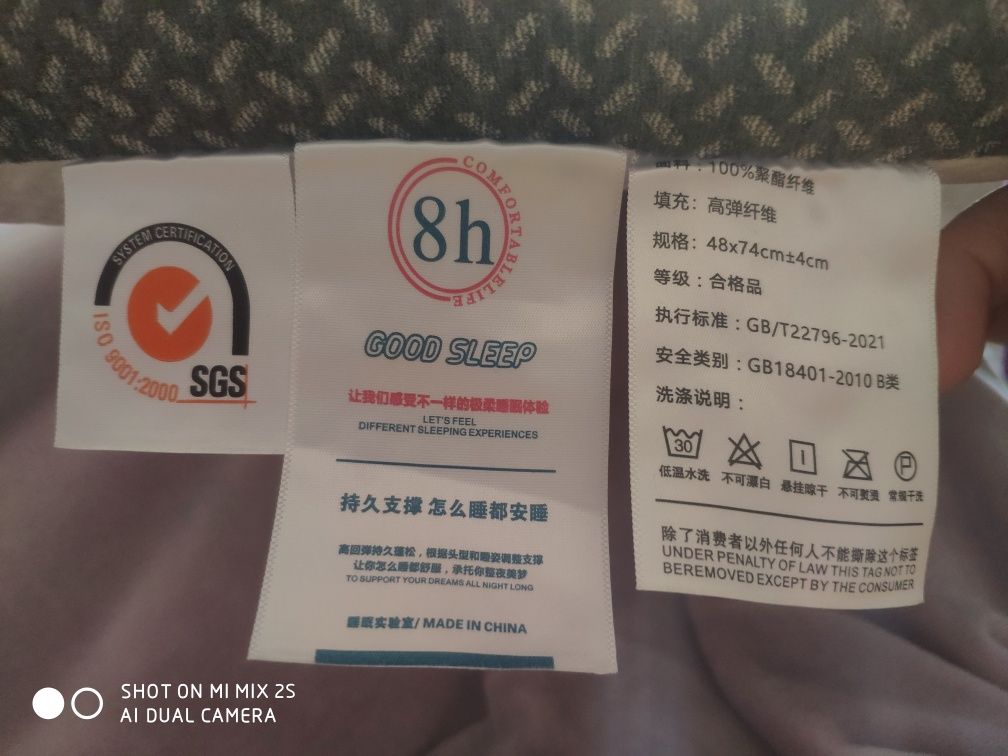 SYSTEM CERTIFICATION
ISO 9001:2000
SGS
COMFORTABLELIFE
8h
GOOD SLEEP
让我们感受不一样的极柔睡眠体验
LET'S FEEL
DIFFERENT SLEEPING EXPERIENCES
持久支撑 怎么睡都安睡
高回弹持久蓬松，根据头型和睡姿调整支撑
让你怎么睡都舒服，承托你整夜美梦
TO SUPPORT YOUR DREAMS ALL NIGHT LONG
睡眠实验室/ MADE IN CHINA
面料：100%聚酯纤维
填充：高弹纤维
规格：48x74cm±4cm
等级：合格品
执行标准：GB/T22796-2021
安全类别：GB18401-2010 B类
洗涤说明：
30
P
低温水洗 不可漂白 悬挂晾干 不可熨烫 常规干洗
除了消费者以外任何人不能撕除这个标签
UNDER PENALTY OF LAW THIS TAG NOT TO
BEREMOVED EXCEPT BY THE CONSUMER
SHOT ON MI MIX 2S
AI DUAL CAMERA